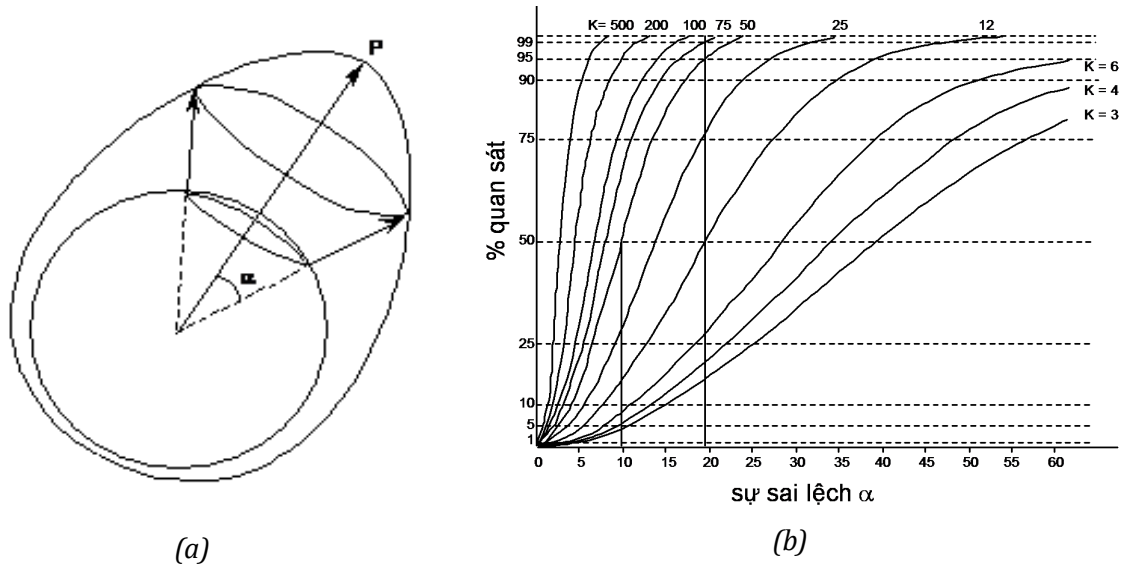 P
α
(a)
K= 500 200 100 75 50 25 12
99
95
90
75
50
25
10
5
1
K = 6
K = 4
K = 3
% quan sát
0 5 10 15 20 25 30 35 40 45 50 55 60
sự sai lệch α
(b)